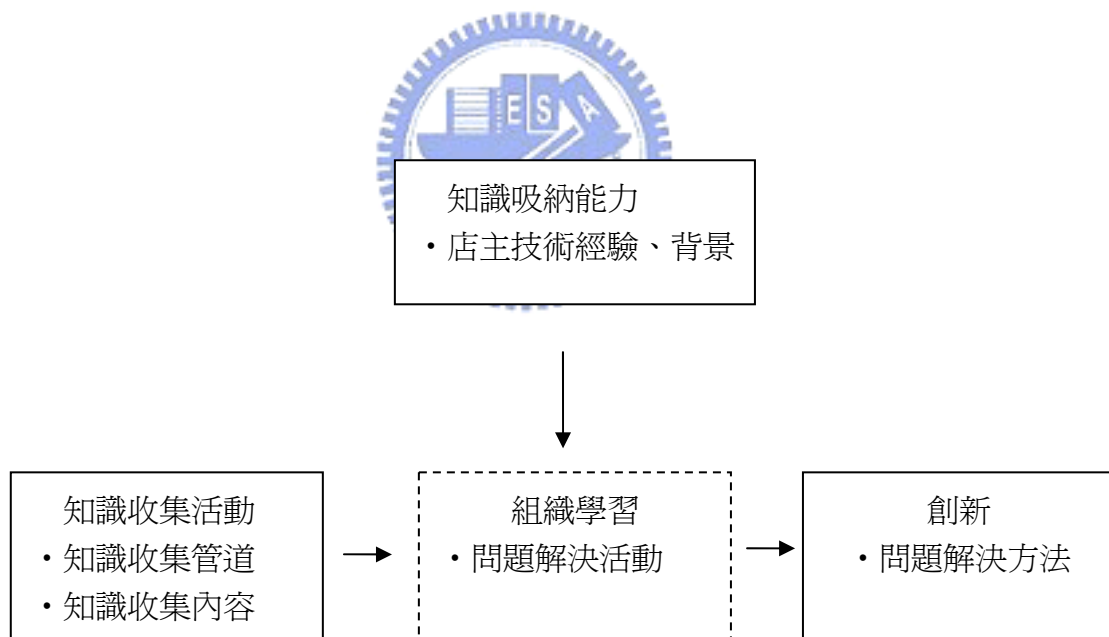 E S A
知識吸納能力
・店主技術經驗、背景
知識收集活動
・知識收集管道
・知識收集內容
組織學習
・問題解決活動
創新
・問題解決方法